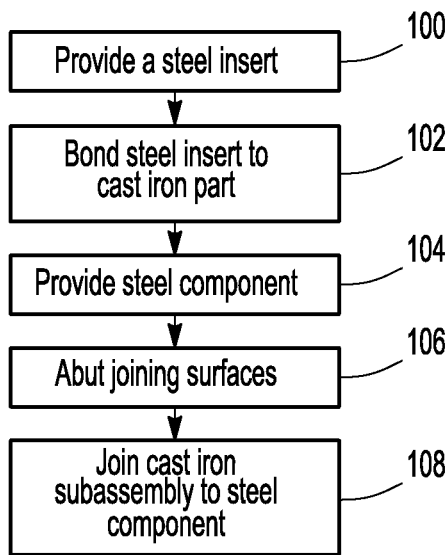 100
Provide a steel insert
102
Bond steel insert to
cast iron part
104
Provide steel component
106
Abut joining surfaces
108
Join cast iron
subassembly to steel
component